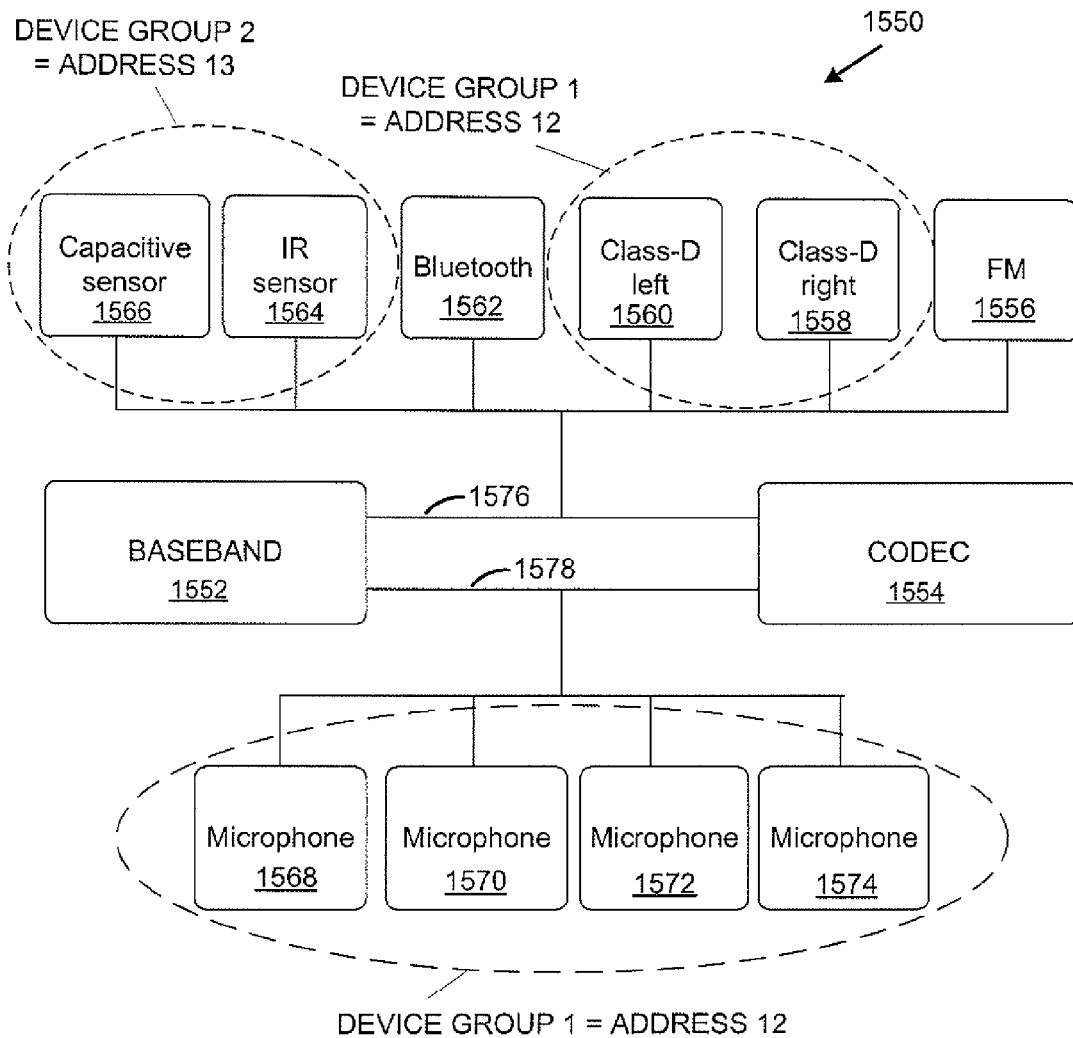 DEVICE GROUP 2
= ADDRESS 13
1550
DEVICE GROUP 1
= ADDRESS 12
Capacitive
sensor
1566
IR
sensor
1564
Bluetooth
1562
Class-D
left
1560
Class-D
right
1558
FM
1556
1576
BASEBAND
1552
1578
CODEC
1554
Microphone
1568
Microphone
1570
Microphone
1572
Microphone
1574
DEVICE GROUP 1 = ADDRESS 12